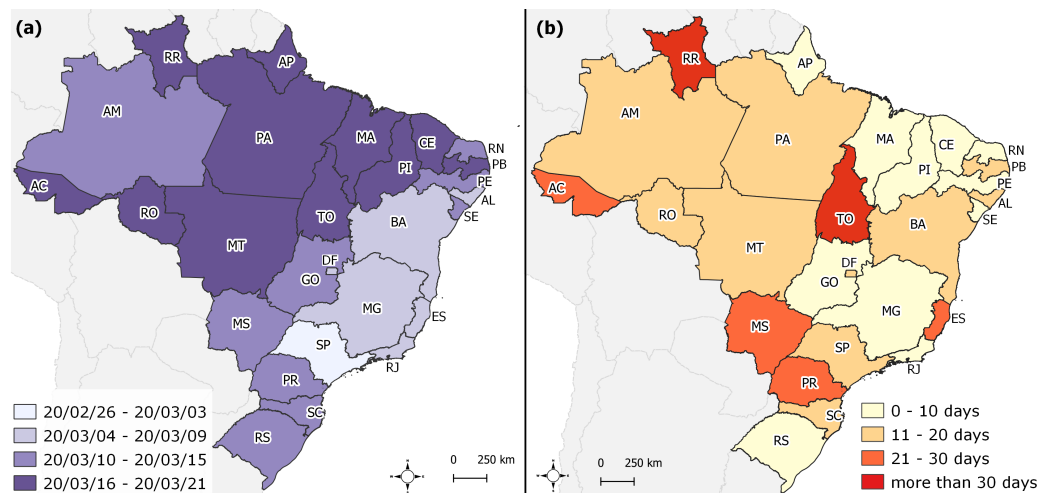 (a)
RR
AP
AM
PA
MA
CE
RN
PB
PI
PE
AL
SE
AC
RO
TO
BA
MT
DF
GO
MG
ES
MS
SP
RJ
PR
SC
RS
20/02/26 - 20/03/03
20/03/04 - 20/03/09
20/03/10 - 20/03/15
20/03/16 - 20/03/21
0 250 km
(b)
RR
AP
AM
PA
MA
CE
RN
PB
PI
PE
AL
SE
AC
RO
TO
BA
MT
DF
GO
MG
ES
MS
SP
RJ
PR
SC
RS
0 - 10 days
11 - 20 days
21 - 30 days
more than 30 days
0 250 km